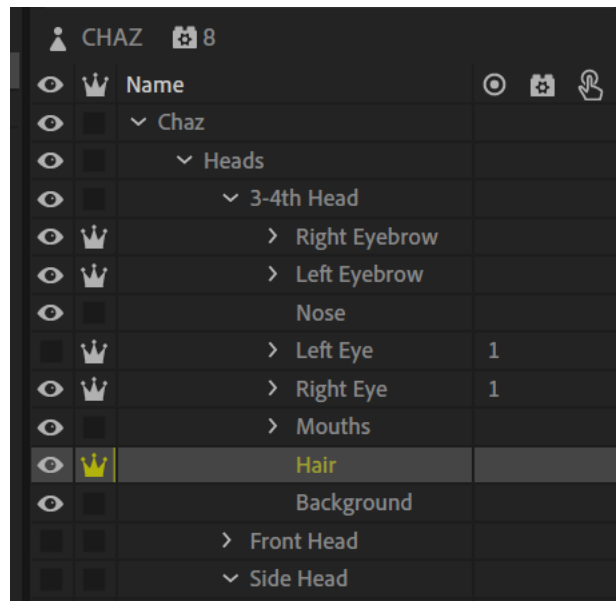 CHAZ 8
Name
Chaz
Heads
3-4th Head
Right Eyebrow
Left Eyebrow
Nose
Left Eye 1
Right Eye 1
Mouths
Hair
Background
Front Head
Side Head